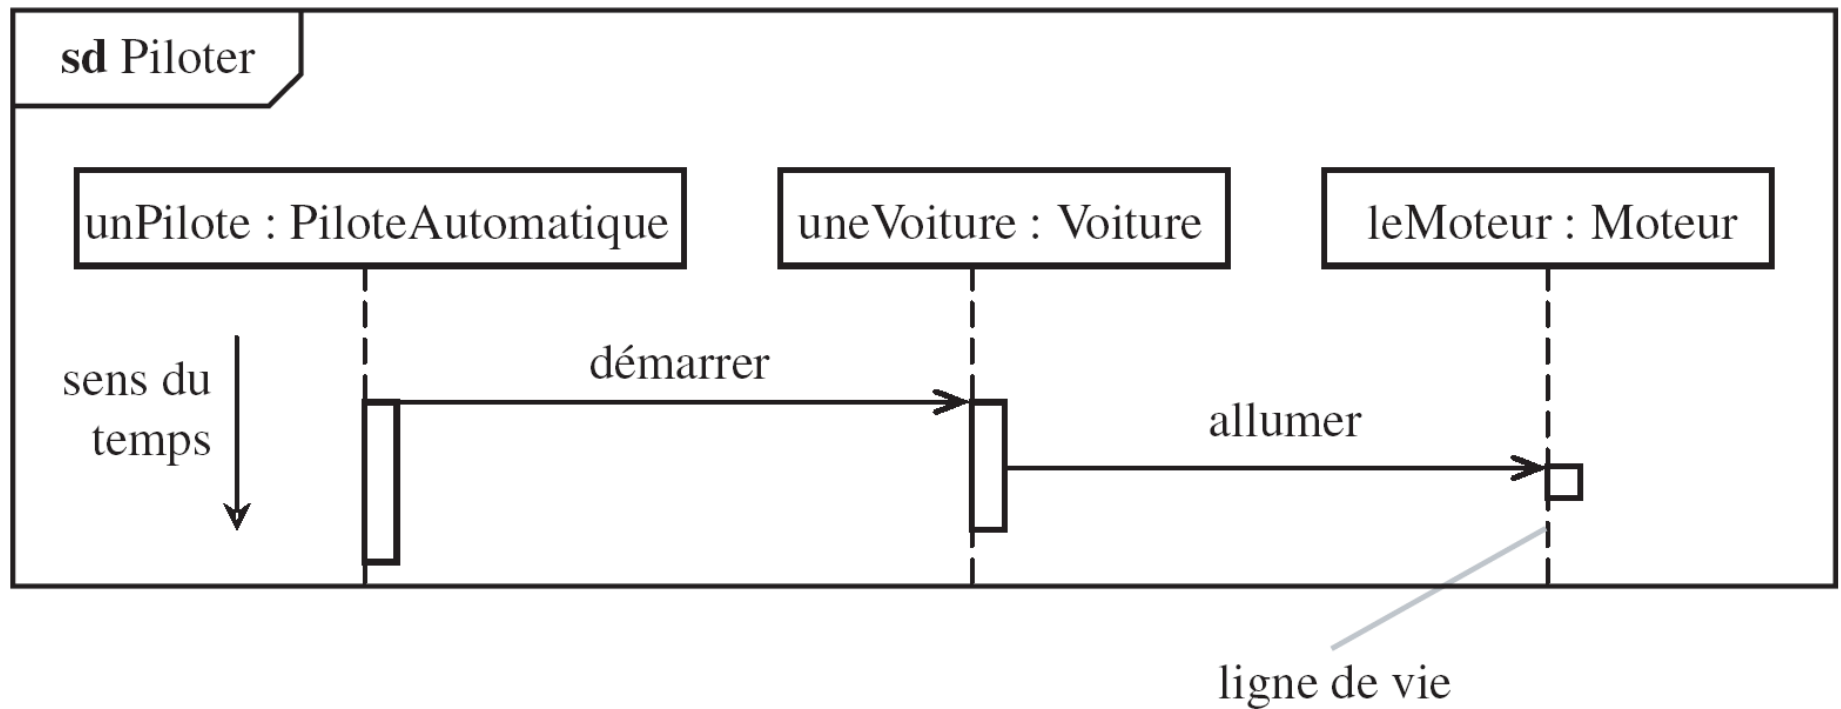 sd Piloter
unPilote : PiloteAutomatique
uneVoiture : Voiture
leMoteur : Moteur
sens du
temps
démarrer
allumer
ligne de vie